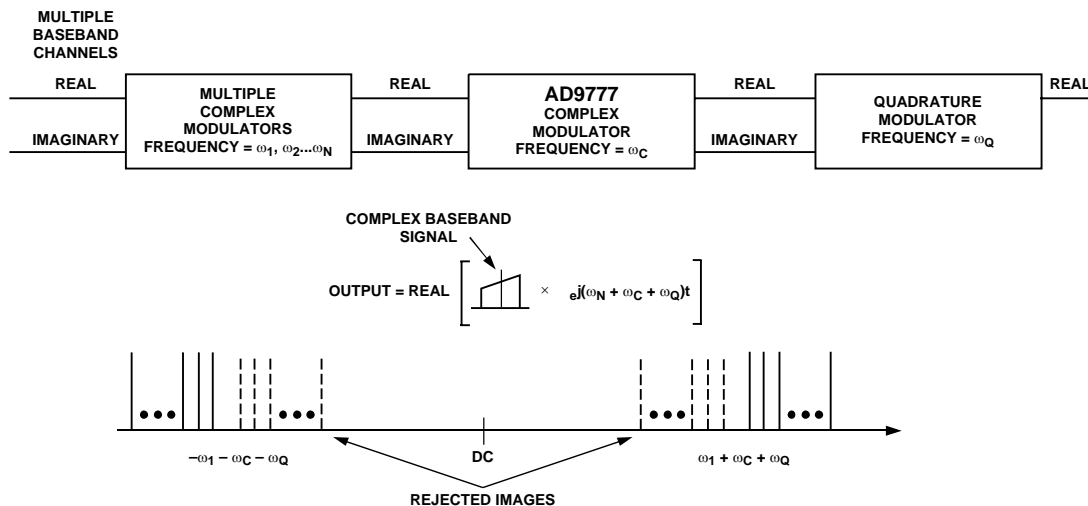 MULTIPLE
BASEBAND
CHANNELS
REAL
IMAGINARY
MULTIPLE
COMPLEX
MODULATORS
FREQUENCY = ω1, ω2...ωN
REAL
IMAGINARY
AD9777
COMPLEX
MODULATOR
FREQUENCY = ωC
REAL
IMAGINARY
QUADRATURE
MODULATOR
FREQUENCY = ωQ
REAL
COMPLEX BASEBAND
SIGNAL
OUTPUT = REAL [ × ej(ωN + ωC + ωQ)t ]
–ω1 – ωC – ωQ
DC
ω1 + ωC + ωQ
REJECTED IMAGES